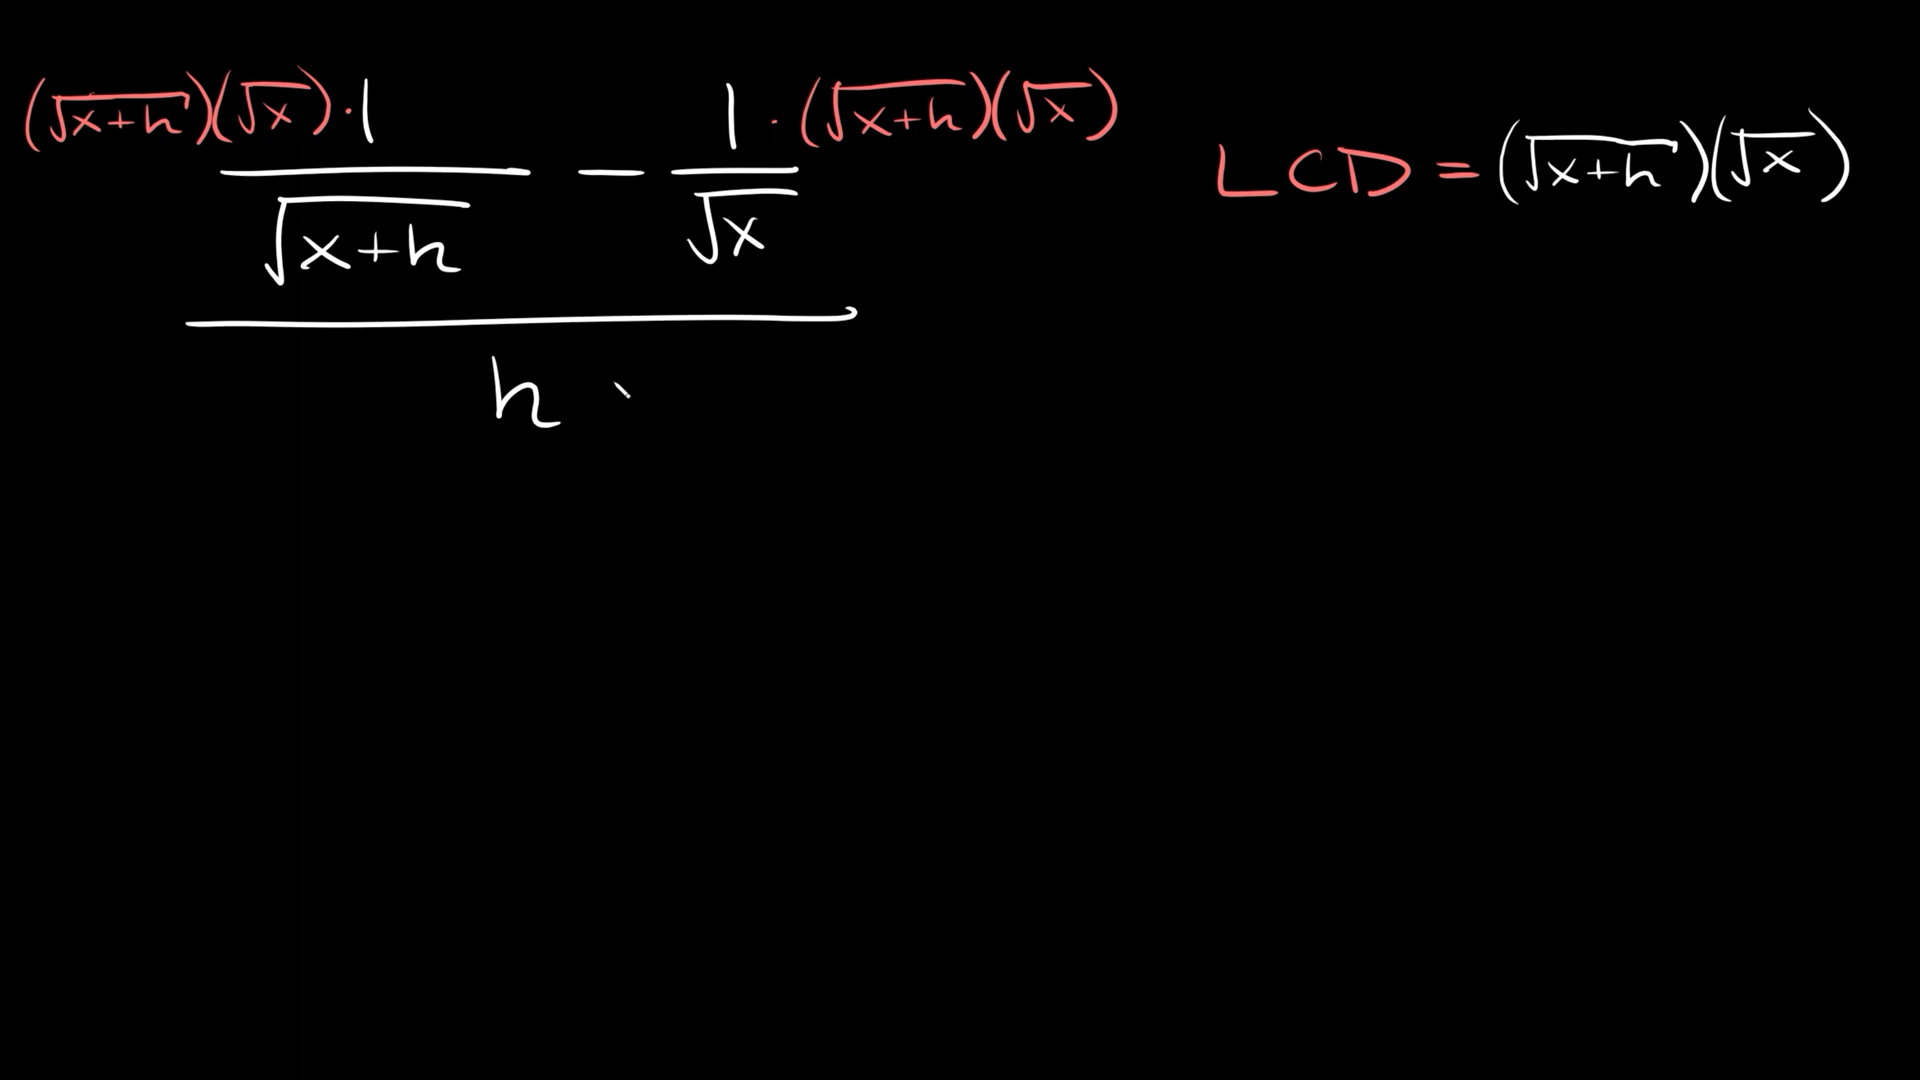 (√x+h)(√x) · 1 / √x+h − 1 · (√x+h)(√x) / √x
h ·
LCD = (√x+h)(√x)